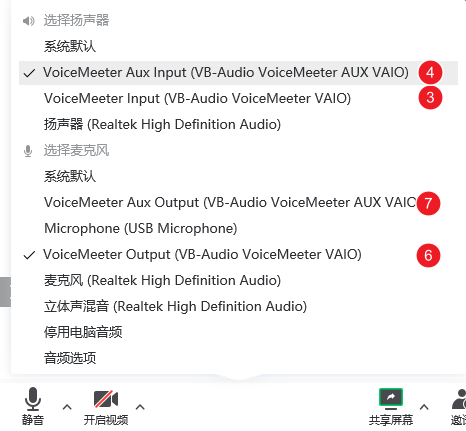 选择扬声器
系统默认
VoiceMeeter Aux Input (VB-Audio VoiceMeeter AUX VAIO) 4
VoiceMeeter Input (VB-Audio VoiceMeeter VAIO) 3
扬声器 (Realtek High Definition Audio)
选择麦克风
系统默认
VoiceMeeter Aux Output (VB-Audio VoiceMeeter AUX VAIO 7
Microphone (USB Microphone)
VoiceMeeter Output (VB-Audio VoiceMeeter VAIO) 6
麦克风 (Realtek High Definition Audio)
立体声混音 (Realtek High Definition Audio)
停用电脑音频
音频选项
静音 开启视频 共享屏幕 邀